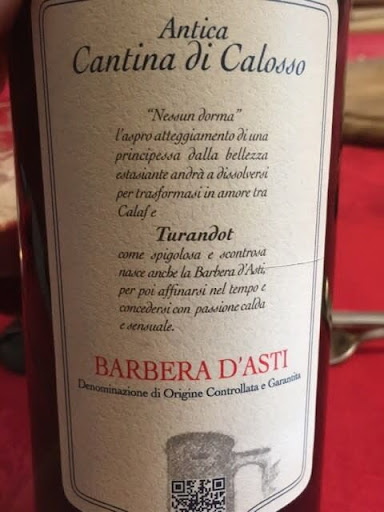 Antica
Cantina di Calosso
"Nessun dorma"
l'aspro atteggiamento di una
principessa dalla bellezza
estasiante andrà a dissolversi
per trasformasi in amore tra
Calaf e
Turandot
come spigolosa e scontrosa
nasce anche la Barbera d'Asti,
per poi affinarsi nel tempo e
concedersi con passione calda
e sensuale.
BARBERA D'ASTI
Denominazione di Origine Controllata e Garantita